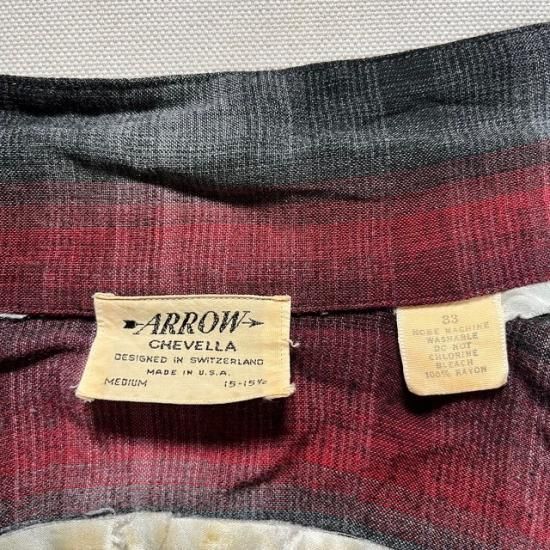 ARROW
CHEVELLA
DESIGNED IN SWITZERLAND
MADE IN U.S.A.
MEDIUM 15-15½
33
HOME MACHINE
WASHABLE
DO NOT
CHLORINE
BLEACH
100% RAYON